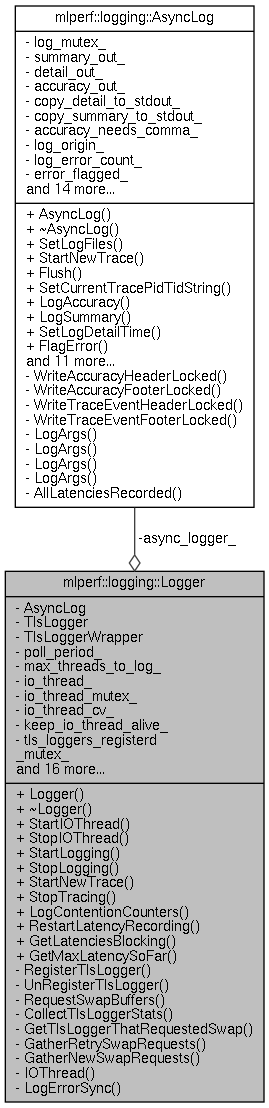 mlperf::logging::AsyncLog
- log_mutex_
- summary_out_
- detail_out_
- accuracy_out_
- copy_detail_to_stdout_
- copy_summary_to_stdout_
- accuracy_needs_comma_
- log_origin_
- log_error_count_
- error_flagged_
and 14 more...
+ AsyncLog()
+ ~AsyncLog()
+ SetLogFiles()
+ StartNewTrace()
+ Flush()
+ SetCurrentTracePidTidString()
+ LogAccuracy()
+ LogSummary()
+ SetLogDetailTime()
+ FlagError()
and 11 more...
- WriteAccuracyHeaderLocked()
- WriteAccuracyFooterLocked()
- WriteTraceEventHeaderLocked()
- WriteTraceEventFooterLocked()
- LogArgs()
- LogArgs()
- LogArgs()
- LogArgs()
- AllLatenciesRecorded()
-async_logger_
mlperf::logging::Logger
- AsyncLog
- TlsLogger
- TlsLoggerWrapper
- poll_period_
- max_threads_to_log_
- io_thread_
- io_thread_mutex_
- io_thread_cv_
- keep_io_thread_alive_
- tls_loggers_registerd
_mutex_
and 16 more...
+ Logger()
+ ~Logger()
+ StartIOThread()
+ StopIOThread()
+ StartLogging()
+ StopLogging()
+ StartNewTrace()
+ StopTracing()
+ LogContentionCounters()
+ RestartLatencyRecording()
+ GetLatenciesBlocking()
+ GetMaxLatencySoFar()
- RegisterTlsLogger()
- UnRegisterTlsLogger()
- RequestSwapBuffers()
- CollectTlsLoggerStats()
- GetTlsLoggerThatRequestedSwap()
- GatherRetrySwapRequests()
- GatherNewSwapRequests()
- IOThread()
- LogErrorSync()